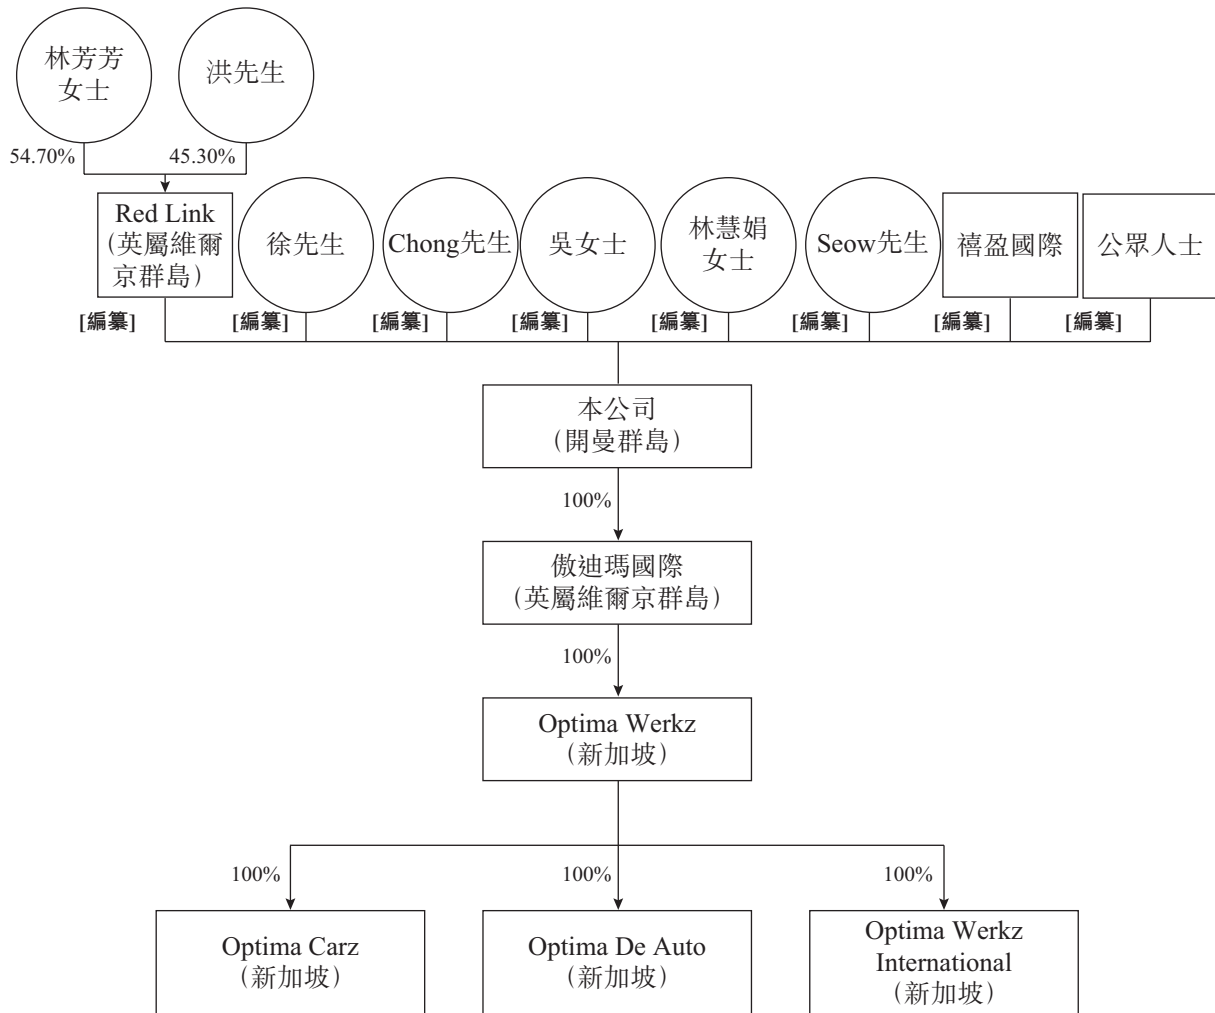 林芳芳
女士
洪先生
54.70%
45.30%
Red Link
（英屬維爾
京群島）
徐先生
Chong先生
吳女士
林慧娟
女士
Seow先生
禧盈國際
公眾人士
[編纂]
[編纂]
[編纂]
[編纂]
[編纂]
[編纂]
[編纂]
[編纂]
本公司
（開曼群島）
100%
傲迪瑪國際
（英屬維爾京群島）
100%
Optima Werkz
（新加坡）
100%
100%
100%
Optima Carz
（新加坡）
Optima De Auto
（新加坡）
Optima Werkz
International
（新加坡）